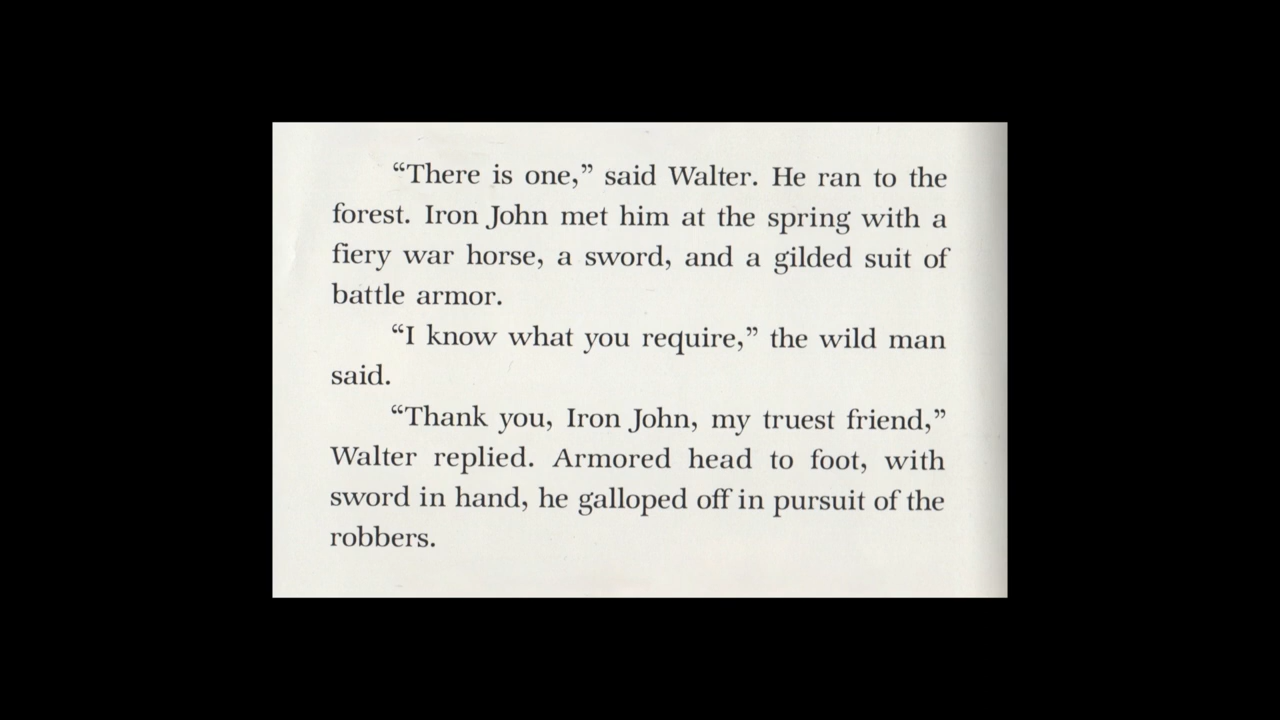 “There is one,” said Walter. He ran to the
forest. Iron John met him at the spring with a
fiery war horse, a sword, and a gilded suit of
battle armor.
“I know what you require,” the wild man
said.
“Thank you, Iron John, my truest friend,”
Walter replied. Armored head to foot, with
sword in hand, he galloped off in pursuit of the
robbers.